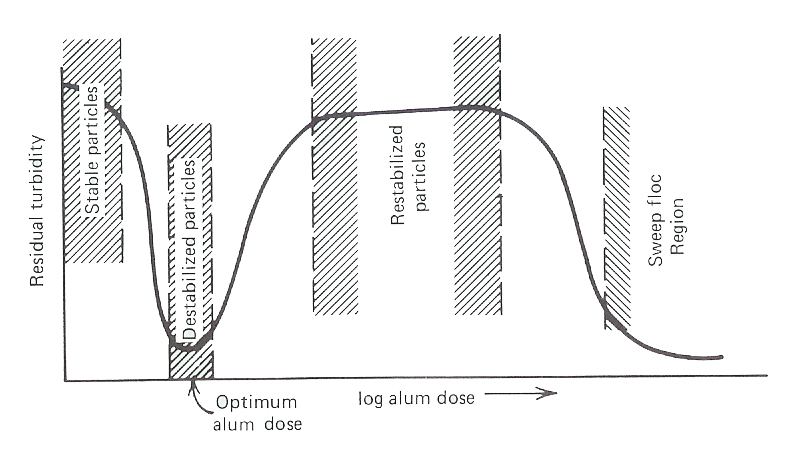 Residual turbidity
Stable particles
Destabilized particles
Restabilized
particles
Sweep floc
Region
Optimum
alum dose
log alum dose